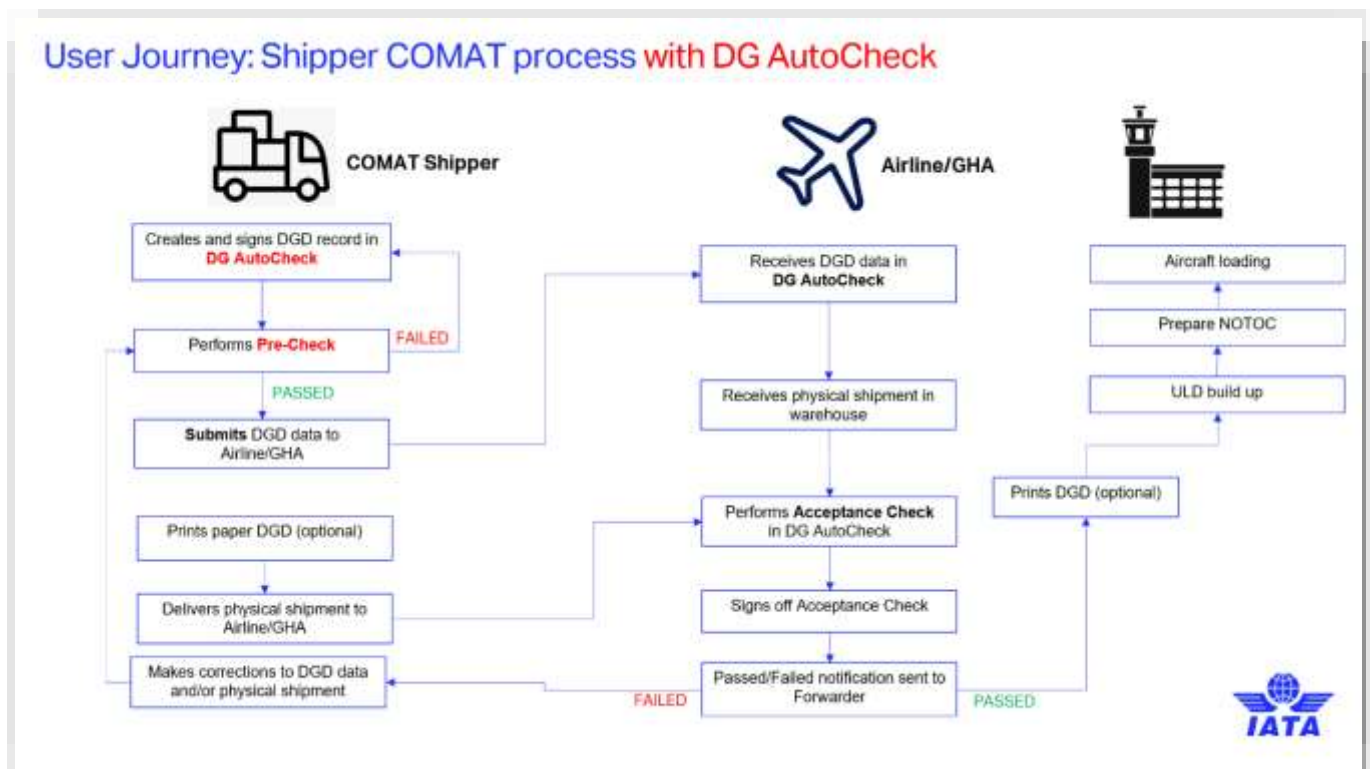 User Journey: Shipper COMAT process with DG AutoCheck
COMAT Shipper
Creates and signs DGD record in
DG AutoCheck
Performs Pre-Check
FAILED
PASSED
Submits DGD data to
Airline/GHA
Prints paper DGD (optional)
Delivers physical shipment to
Airline/GHA
Makes corrections to DGD data
and/or physical shipment
Airline/GHA
Receives DGD data in
DG AutoCheck
Receives physical shipment in
warehouse
Performs Acceptance Check
in DG AutoCheck
Signs off Acceptance Check
Passed/Failed notification sent to
Forwarder
FAILED
PASSED
Aircraft loading
Prepare NOTOC
ULD build up
Prints DGD (optional)
IATA